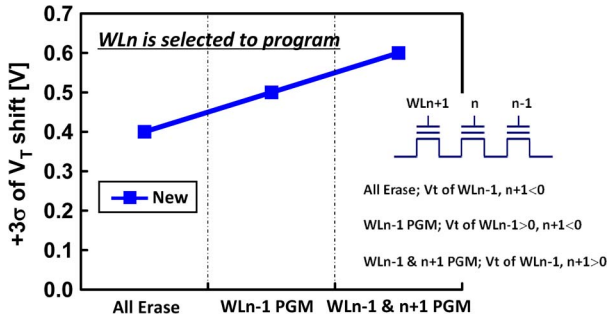 WLn is selected to program
+3σ of VT shift [V]
0.7
0.6
0.5
0.4
0.3
0.2
0.1
0.0
New
All Erase
WLn-1 PGM
WLn-1 & n+1 PGM
WLn+1 n n-1
All Erase; Vt of WLn-1, n+1<0
WLn-1 PGM; Vt of WLn-1>0, n+1<0
WLn-1 & n+1 PGM; Vt of WLn-1, n+1>0